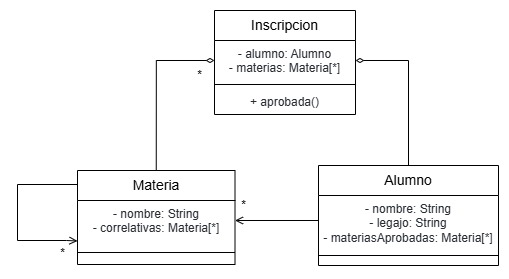 Inscripcion
- alumno: Alumno
- materias: Materia[*]
+ aprobada()
*
Materia
- nombre: String
- correlativas: Materia[*]
*
*
Alumno
- nombre: String
- legajo: String
- materiasAprobadas: Materia[*]